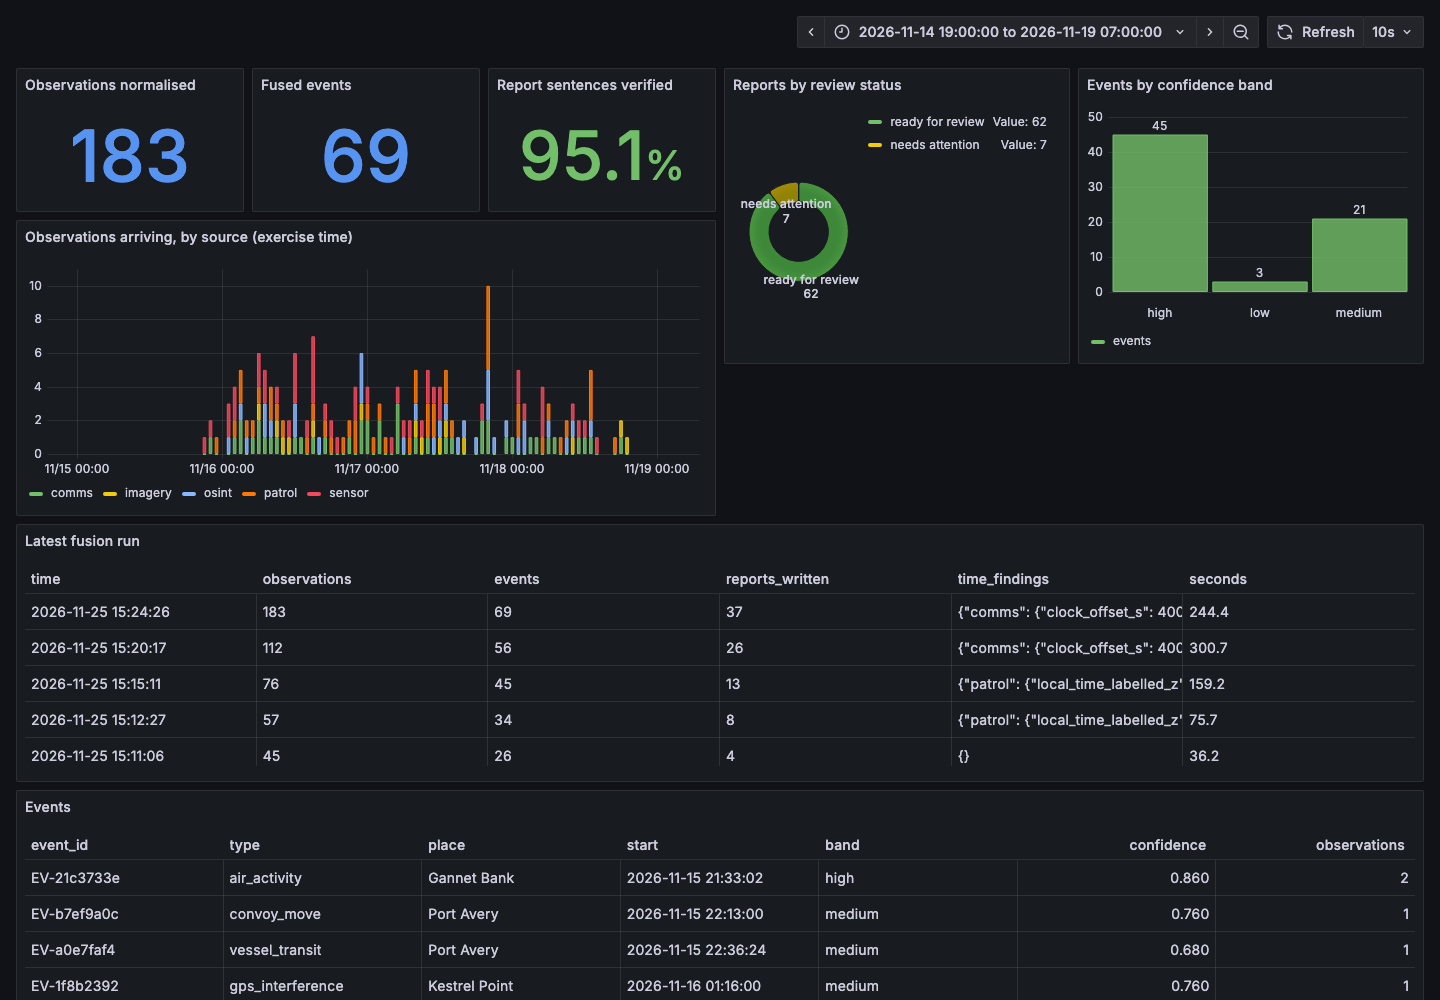 2026-11-14 19:00:00 to 2026-11-19 07:00:00
Refresh
10s
Observations normalised
183
Fused events
69
Report sentences verified
95.1%
Reports by review status
ready for review Value: 62
needs attention Value: 7
needs attention
7
ready for review
62
Events by confidence band
50
40
30
20
10
0
45
3
21
high
low
medium
events
Observations arriving, by source (exercise time)
10
8
6
4
2
0
11/15 00:00
11/16 00:00
11/17 00:00
11/18 00:00
11/19 00:00
comms
imagery
osint
patrol
sensor
Latest fusion run
time observations events reports_written time_findings seconds
2026-11-25 15:24:26 183 69 37 {"comms": {"clock_offset_s": 400 244.4
2026-11-25 15:20:17 112 56 26 {"comms": {"clock_offset_s": 400 300.7
2026-11-25 15:15:11 76 45 13 {"patrol": {"local_time_labelled_z" 159.2
2026-11-25 15:12:27 57 34 8 {"patrol": {"local_time_labelled_z" 75.7
2026-11-25 15:11:06 45 26 4 {} 36.2
Events
event_id type place start band confidence observations
EV-21c3733e air_activity Gannet Bank 2026-11-15 21:33:02 high 0.860 2
EV-b7ef9a0c convoy_move Port Avery 2026-11-15 22:13:00 medium 0.760 1
EV-a0e7faf4 vessel_transit Port Avery 2026-11-15 22:36:24 medium 0.680 1
EV-1f8b2392 gps_interference Kestrel Point 2026-11-16 01:16:00 medium 0.760 1